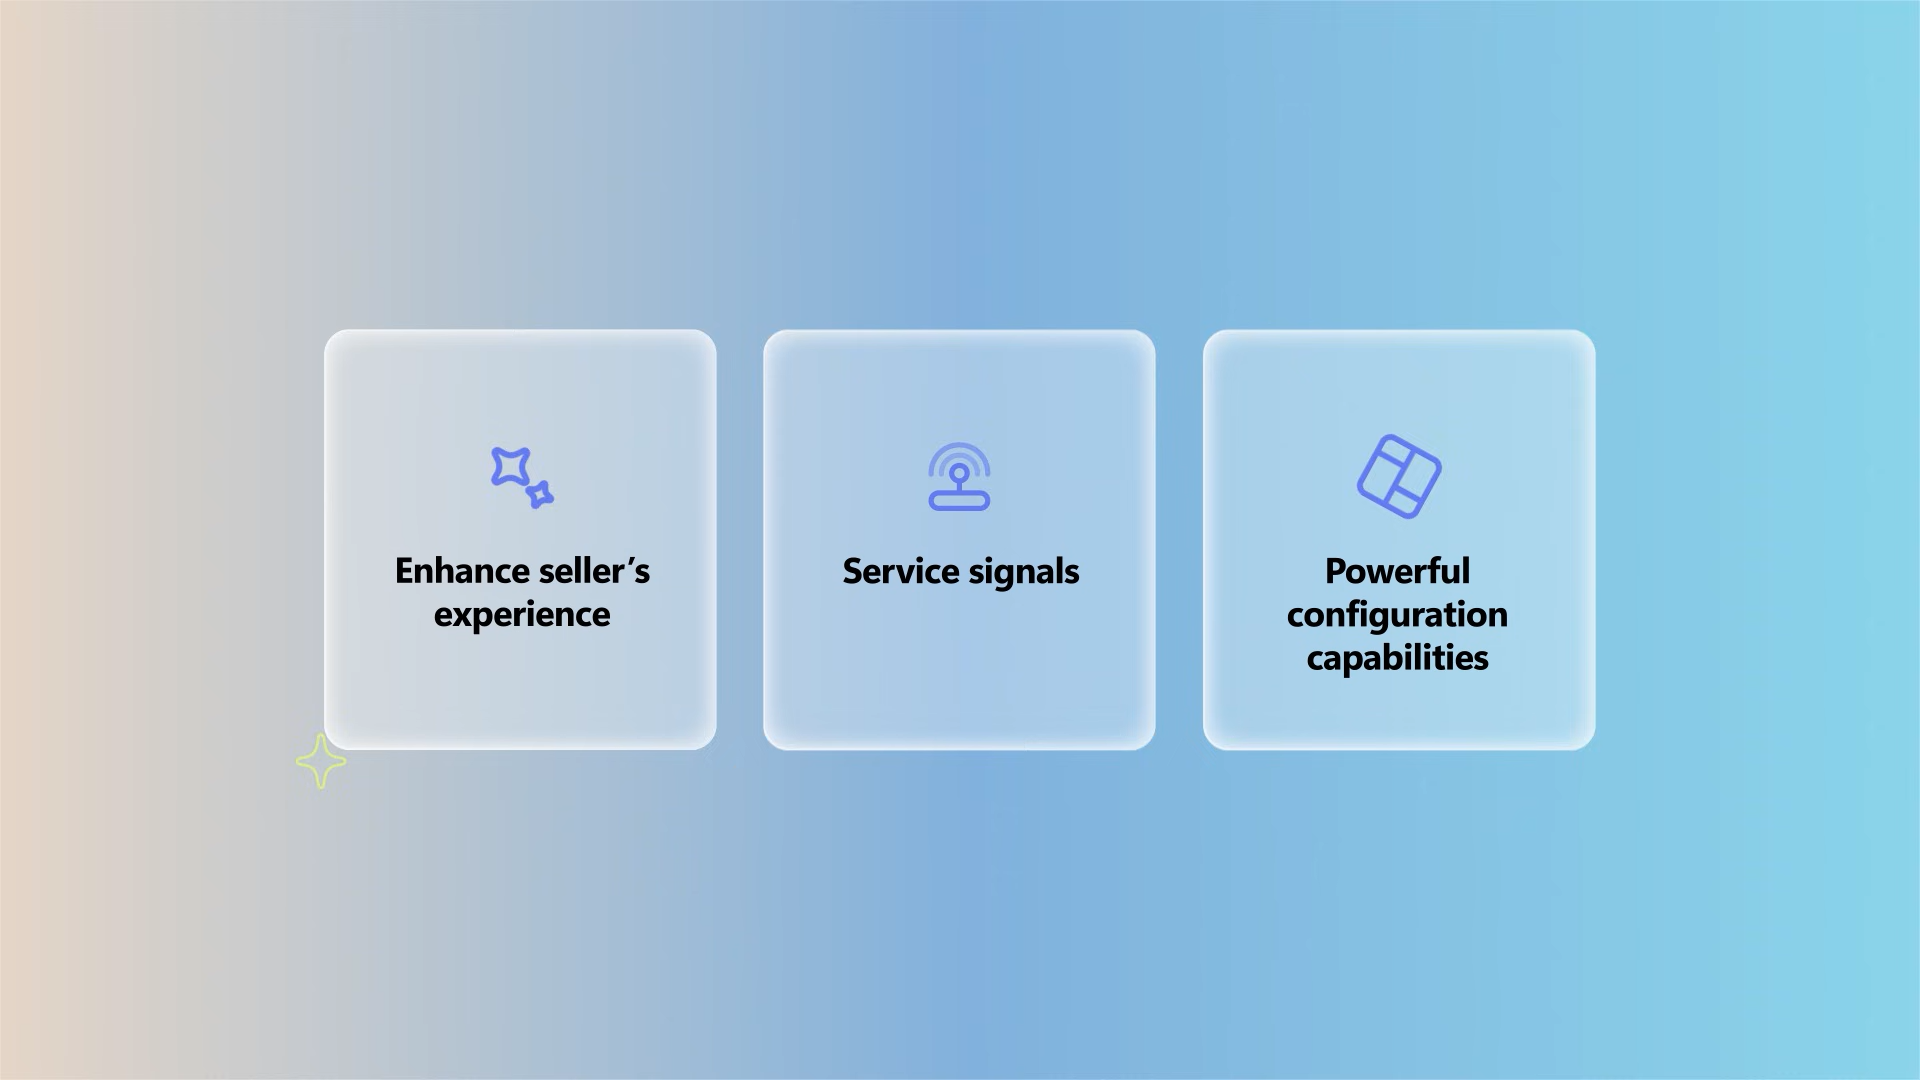 Enhance seller’s
experience
Service signals
Powerful
configuration
capabilities